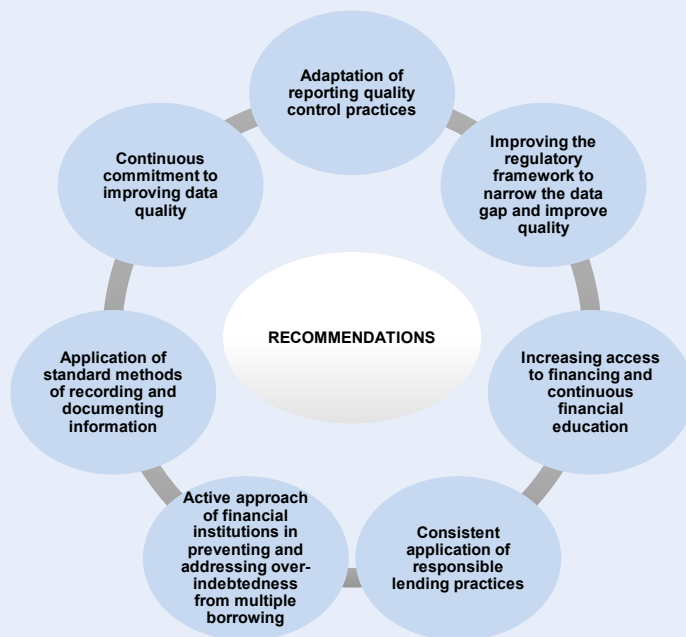 Adaptation of
reporting quality
control practices
Improving the
regulatory
framework to
narrow the data
gap and improve
quality
Increasing access
to financing and
continuous
financial
education
Consistent
application of
responsible
lending practices
Active approach
of financial
institutions in
preventing and
addressing over-
indebtedness
from multiple
borrowing
Application of
standard methods
of recording and
documenting
information
Continuous
commitment to
improving data
quality
RECOMMENDATIONS